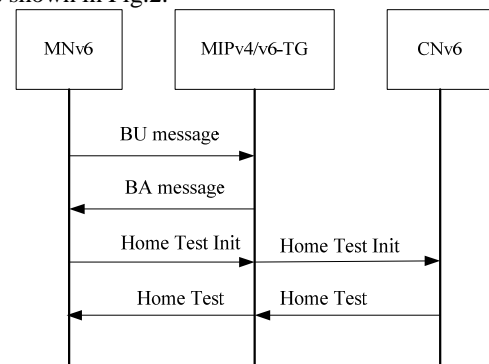 shown in Fig.2.
MNv6 MIPv4/v6-TG CNv6
BU message
BA message
Home Test Init Home Test Init
Home Test Home Test